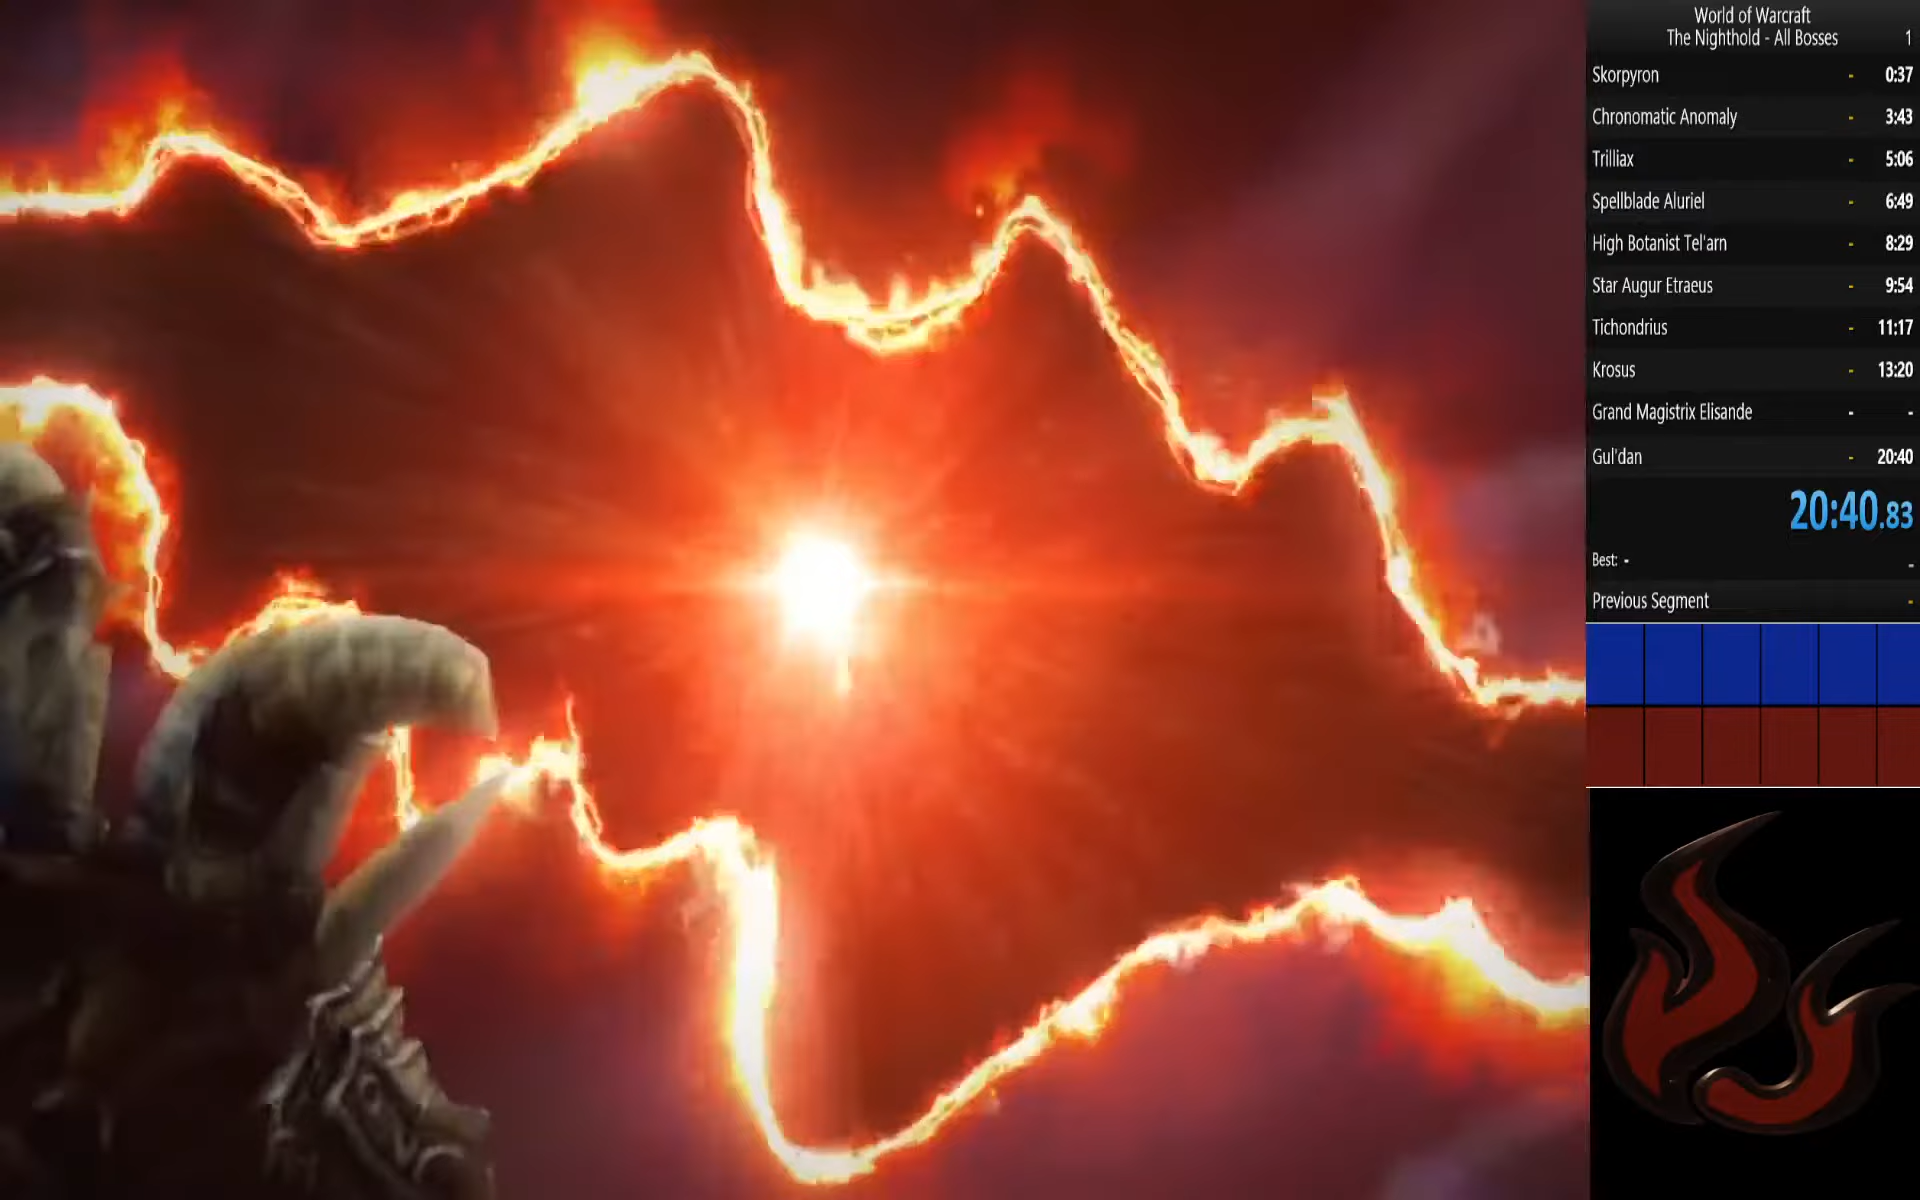 World of Warcraft
The Nighthold - All Bosses 1
Skorpyron - 0:37
Chronomatic Anomaly - 3:43
Trilliax - 5:06
Spellblade Aluriel - 6:49
High Botanist Tel'arn - 8:29
Star Augur Etraeus - 9:54
Tichondrius - 11:17
Krosus - 13:20
Grand Magistrix Elisande - -
Gul'dan - 20:40
20:40.83
Best: - -
Previous Segment -